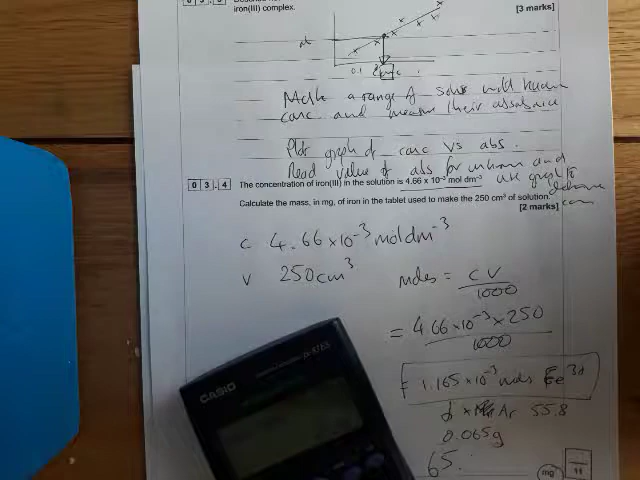 iron(III) complex.
[3 marks]
0.1
Make a range of solns with known
conc and measure their absorbance
Plot graph of conc vs abs.
Read value of abs for unknown and
use graph to
determine
conc
03.4 The concentration of iron(III) in the solution is 4.66 x 10⁻³ mol dm⁻³
Calculate the mass, in mg, of iron in the tablet used to make the 250 cm³ of solution.
[2 marks]
c 4.66 x 10⁻³ mol dm⁻³
v 250 cm³
moles = CV
1000
= 4.66 x 10⁻³ x 250
1000
= 1.165 x 10⁻³ moles Fe³⁺
x Ar 55.8
0.065g
65.
mg
11
CASIO